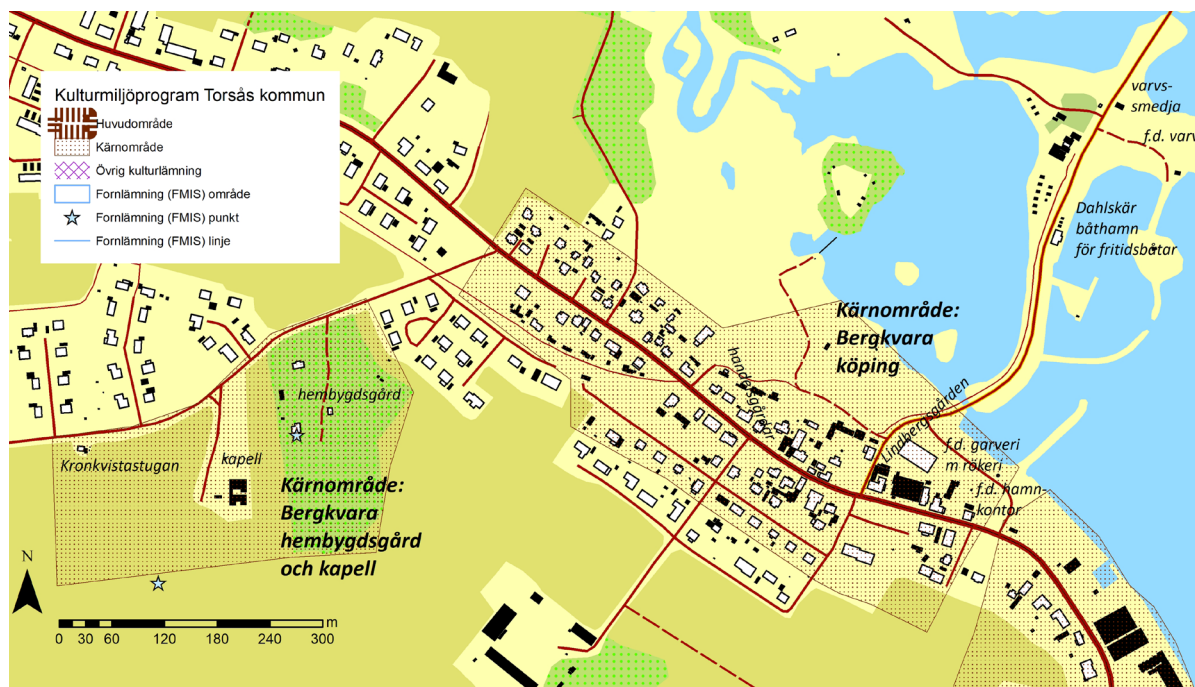 Kulturmiljöprogram Torsås kommun
Huvudområde
Kärnområde
Övrig kulturlämning
Fornlämning (FMIS) område
Fornlämning (FMIS) punkt
Fornlämning (FMIS) linje
varvs-
smedja
f.d. varv
Dahlskär
båthamn
för fritidsbåtar
Kärnområde:
Bergkvara
köping
handelsgårdar
Lindbergsgården
f.d. garveri
m rökeri
f.d. hamn-
kontor
hembygdsgård
Kronkvistastugan
kapell
Kärnområde:
Bergkvara
hembygdsgård
och kapell
N
m
0 30 60 120 180 240 300